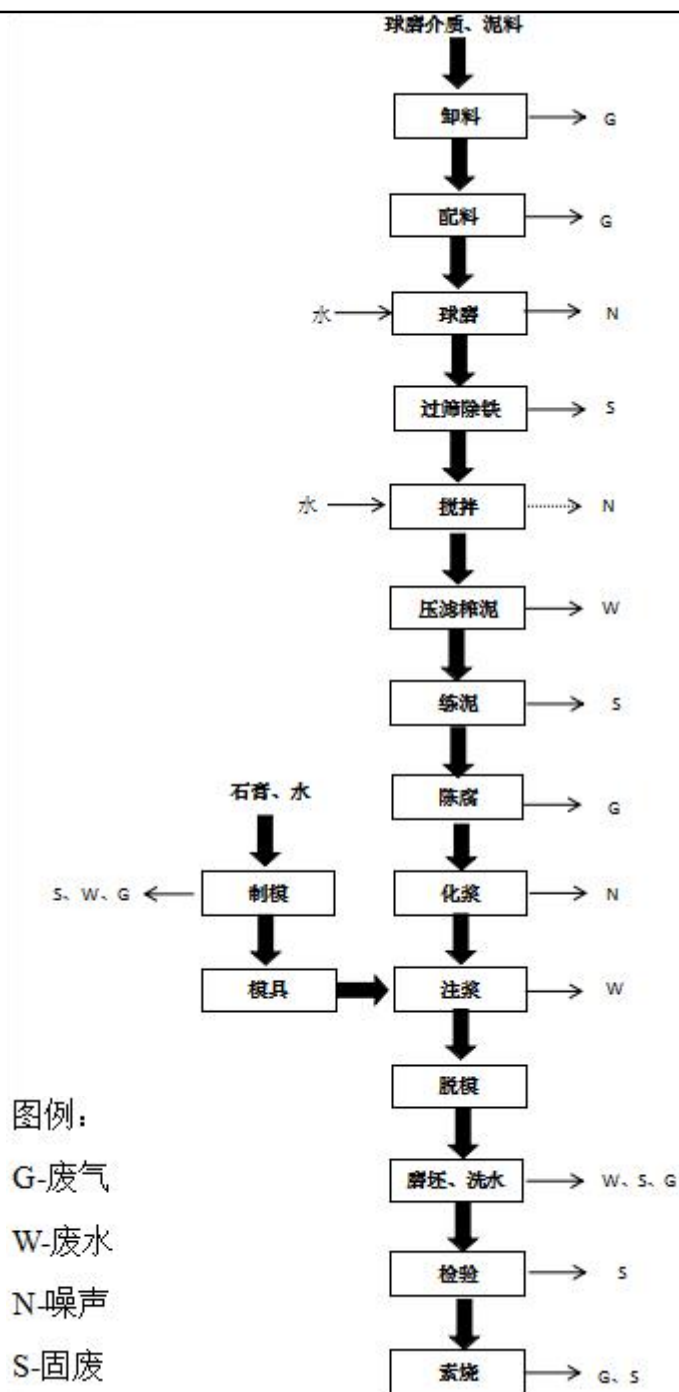 球磨介质、泥料
卸料 G
配料 G
水 球磨 N
过筛除铁 S
水 搅拌 N
压滤榨泥 W
练泥 S
石膏、水 陈腐 G
S、W、G 制模 化浆 N
模具 注浆 W
脱模
图例：
G-废气
磨坯、洗水 W、S、G
W-废水
检验 S
N-噪声
S-固废
素烧 G、S